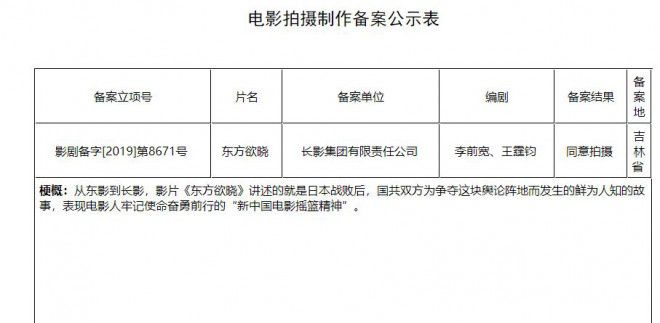 电影拍摄制作备案公示表
备案立项号 片名 备案单位 编剧 备案结果 备案地
影剧备字[2019]第8671号 东方欲晓 长影集团有限责任公司 李前宽、王霆钧 同意拍摄 吉林省
梗概：从东影到长影，影片《东方欲晓》讲述的就是日本战败后，国共双方为争夺这块舆论阵地而发生的鲜为人知的故
事，表现电影人牢记使命奋勇前行的“新中国电影摇篮精神”。